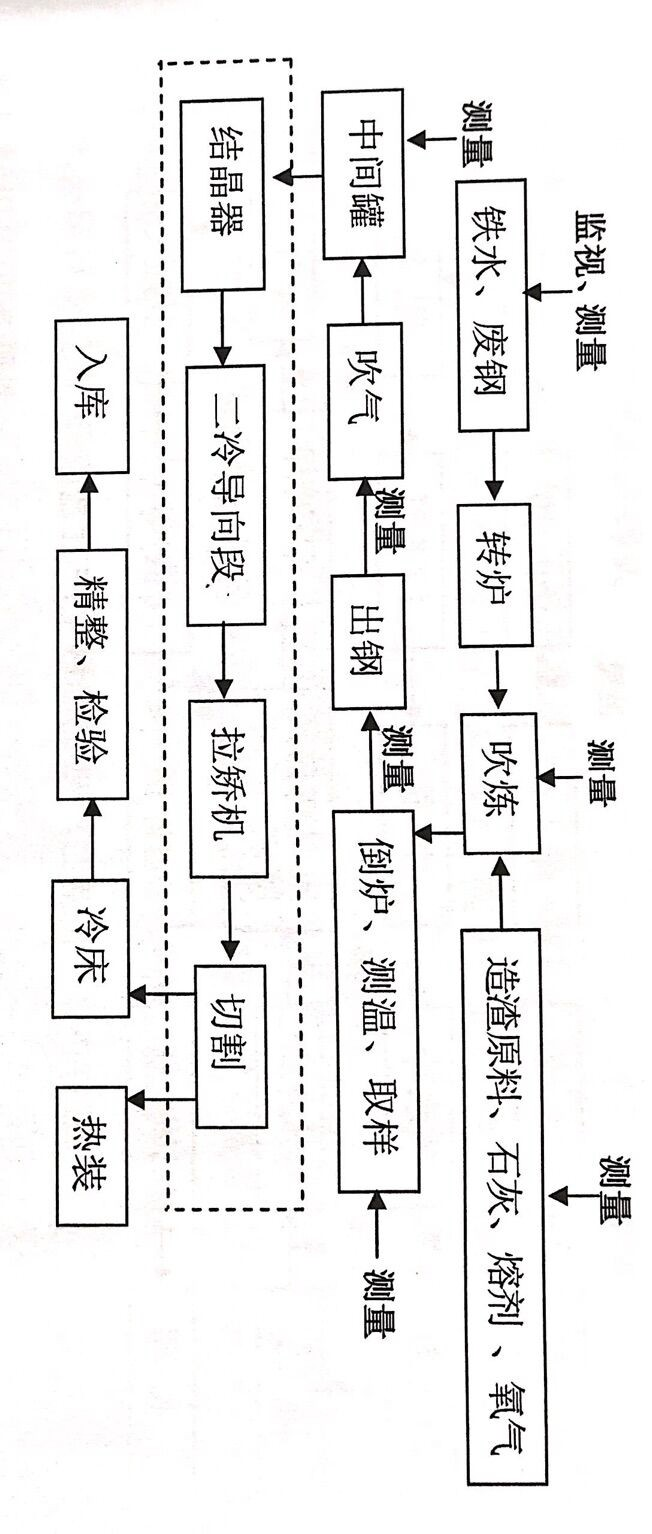 监视、测量
测量
测量
铁水、废钢
转炉
吹炼
造渣原料、石灰、熔剂、氧气
测量
中间罐
吹气
测量
出钢
测量
倒炉、测温、取样
测量
结晶器
二冷导向段
拉矫机
切割
入库
精整、检验
冷床
热装